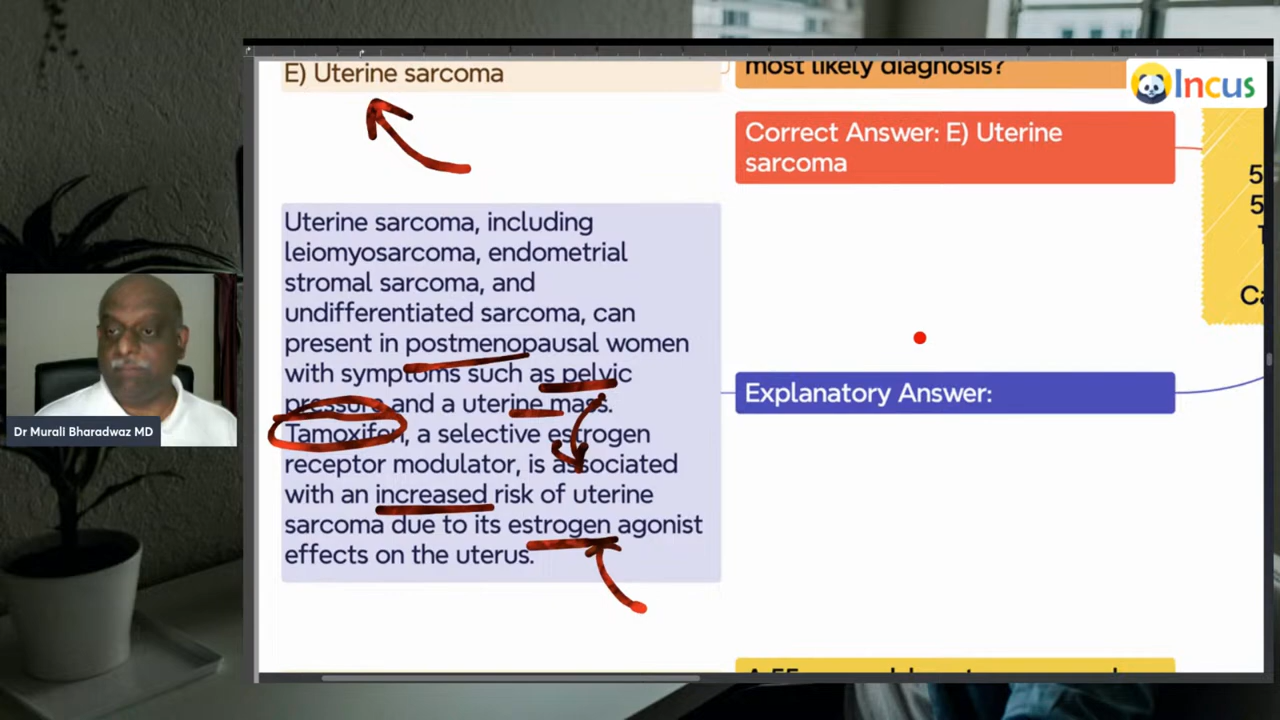 E) Uterine sarcoma
most likely diagnosis?
Incus
Correct Answer: E) Uterine
sarcoma
Uterine sarcoma, including
leiomyosarcoma, endometrial
stromal sarcoma, and
undifferentiated sarcoma, can
present in postmenopausal women
with symptoms such as pelvic
pressure and a uterine mass.
Tamoxifen, a selective estrogen
receptor modulator, is associated
with an increased risk of uterine
sarcoma due to its estrogen agonist
effects on the uterus.
Explanatory Answer:
5
5
Ca
Dr Murali Bharadwaz MD